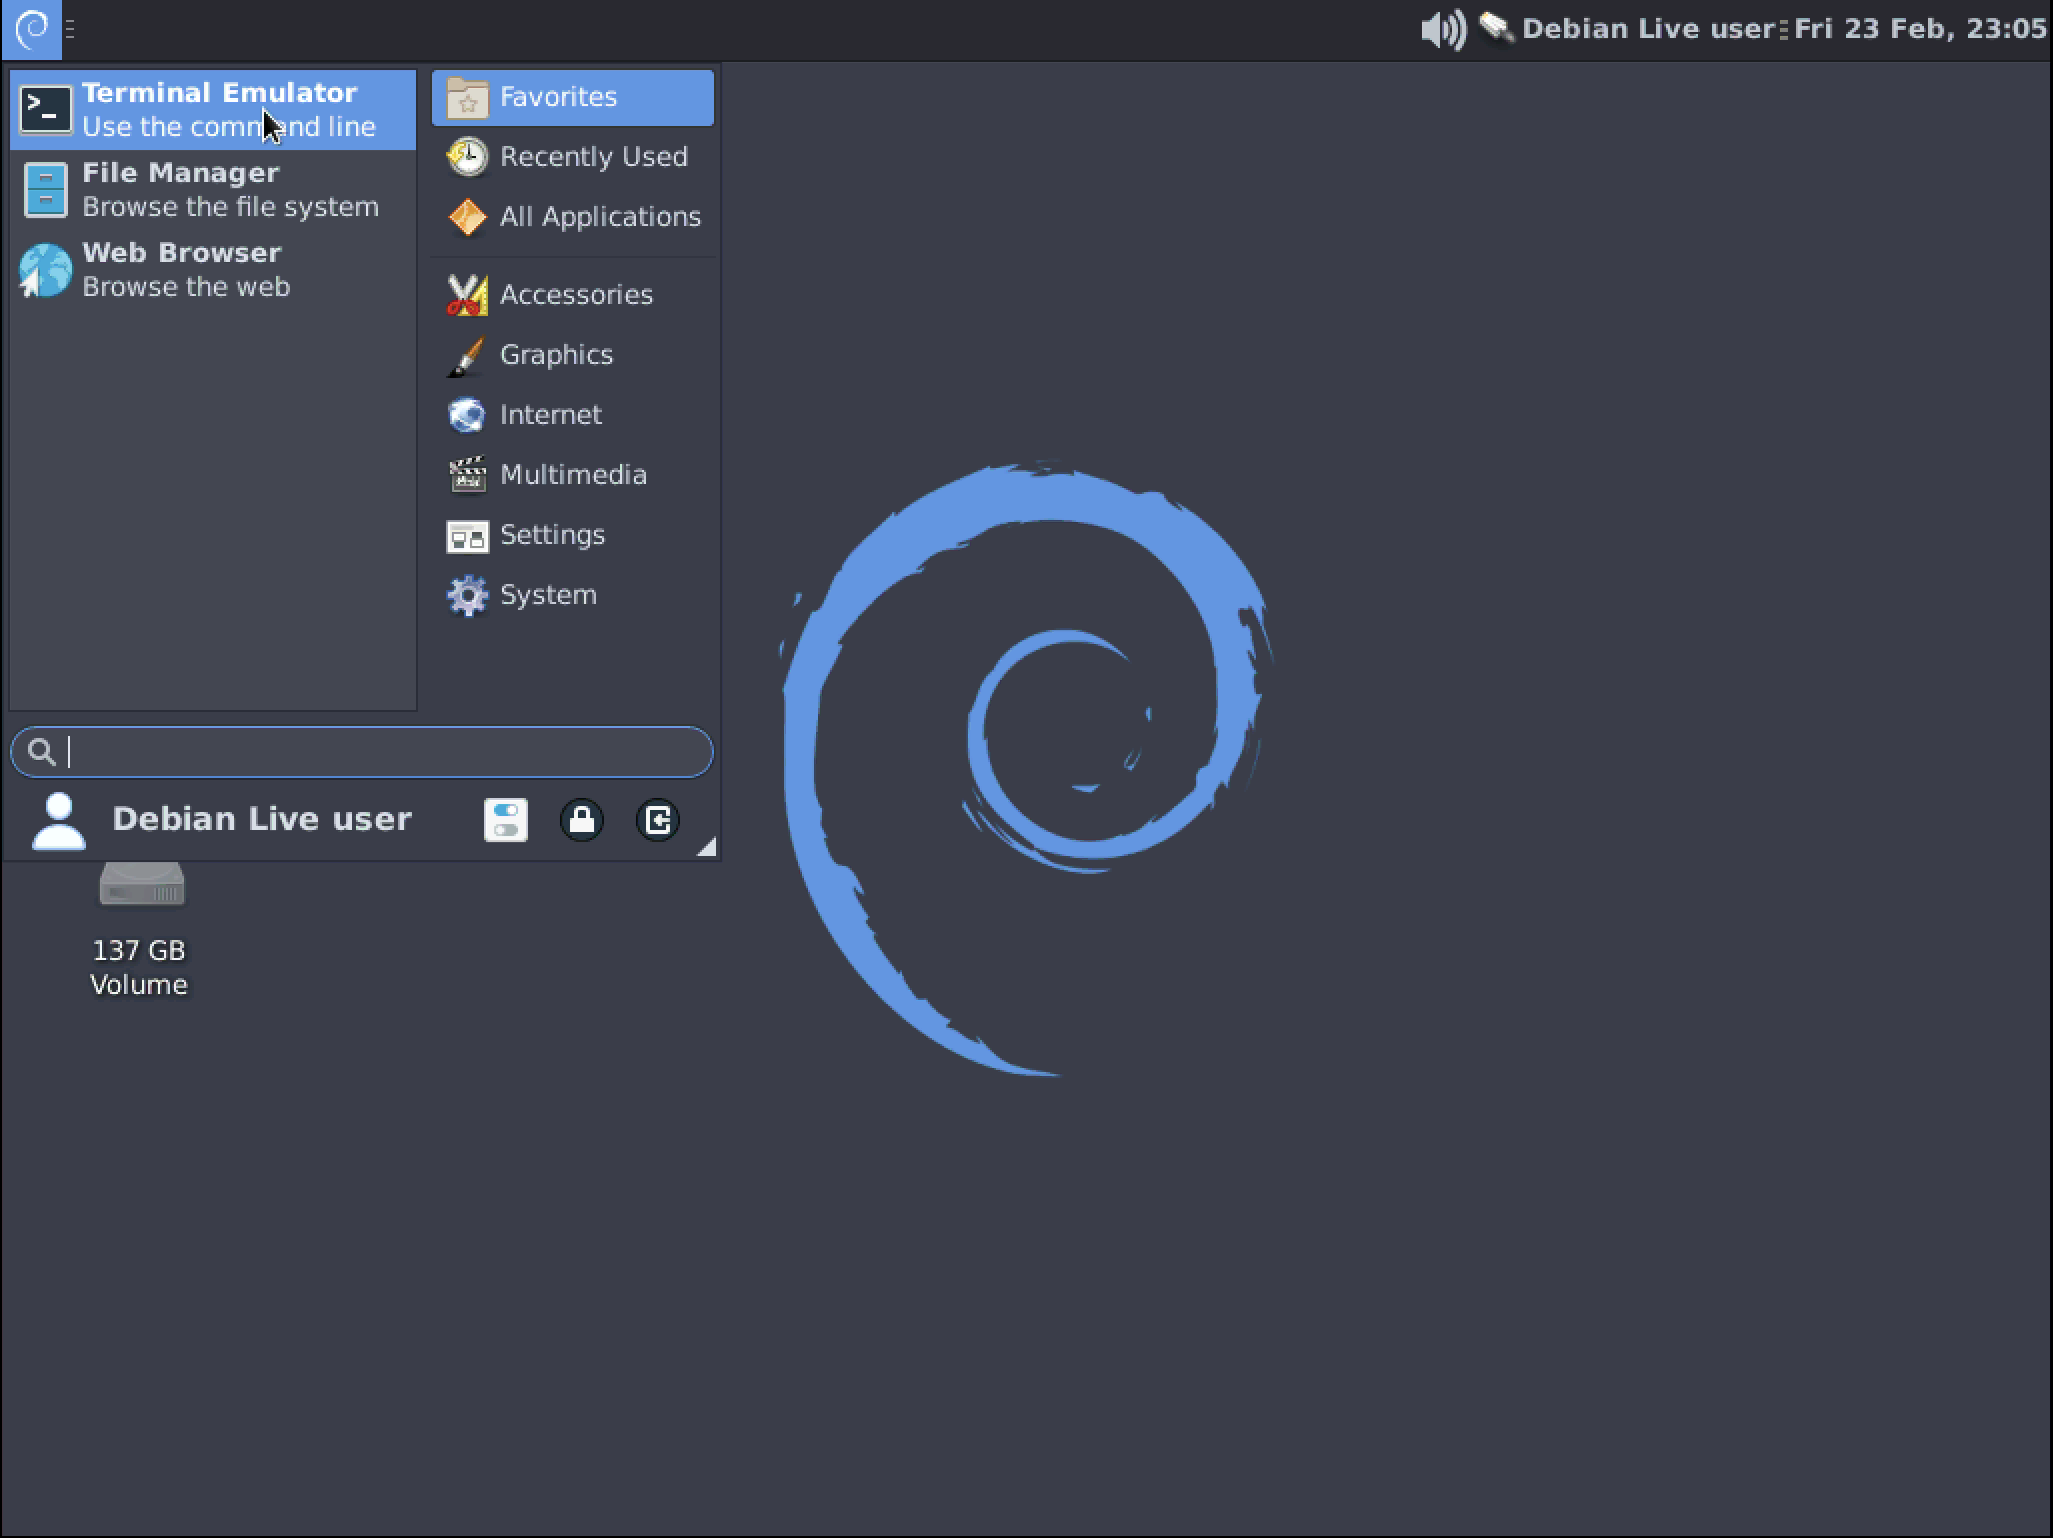 Debian Live user
Fri 23 Feb, 23:05
Terminal Emulator
Use the command line
File Manager
Browse the file system
Web Browser
Browse the web
Favorites
Recently Used
All Applications
Accessories
Graphics
Internet
Multimedia
Settings
System
Debian Live user
137 GB
Volume